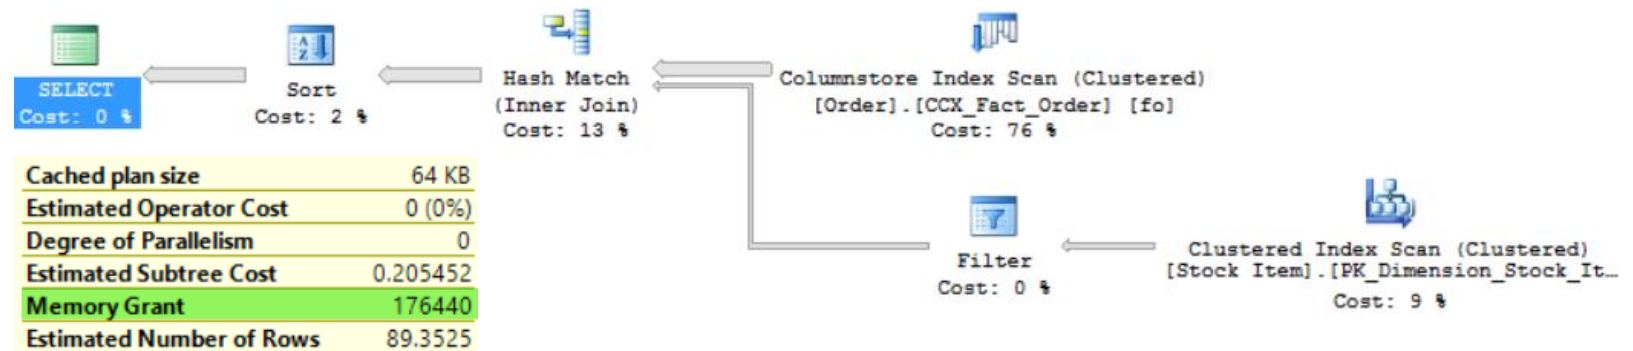 SELECT
Cost: 0 %
Sort
Cost: 2 %
Hash Match
(Inner Join)
Cost: 13 %
Columnstore Index Scan (Clustered)
[Order].[CCX_Fact_Order] [fo]
Cost: 76 %
Filter
Cost: 0 %
Clustered Index Scan (Clustered)
[Stock Item].[PK_Dimension_Stock_It…
Cost: 9 %
Cached plan size 64 KB
Estimated Operator Cost 0 (0%)
Degree of Parallelism 0
Estimated Subtree Cost 0.205452
Memory Grant 176440
Estimated Number of Rows 89.3525